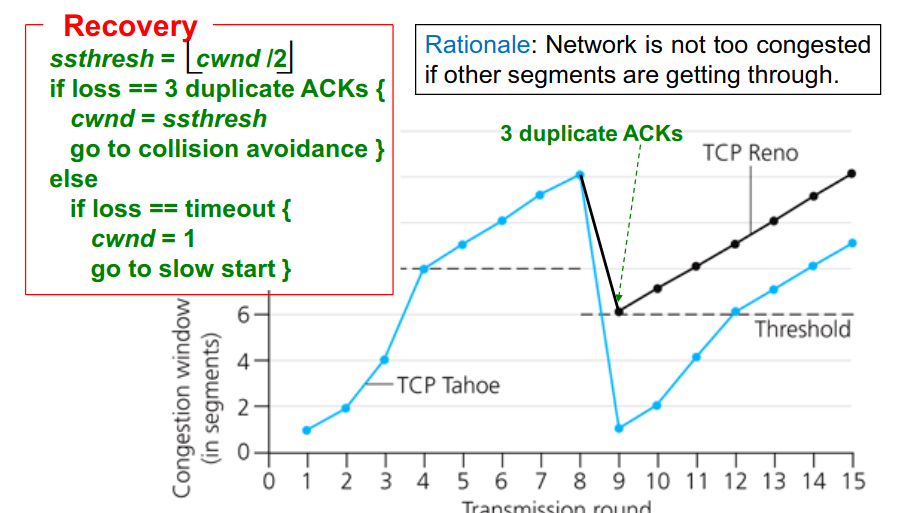 Recovery
ssthresh = ⌊cwnd /2⌋
if loss == 3 duplicate ACKs {
cwnd = ssthresh
go to collision avoidance }
else
if loss == timeout {
cwnd = 1
go to slow start }
Rationale: Network is not too congested
if other segments are getting through.
3 duplicate ACKs
TCP Reno
Threshold
TCP Tahoe
Congestion window
(in segments)
6
4
2
0
0 1 2 3 4 5 6 7 8 9 10 11 12 13 14 15
Transmission round